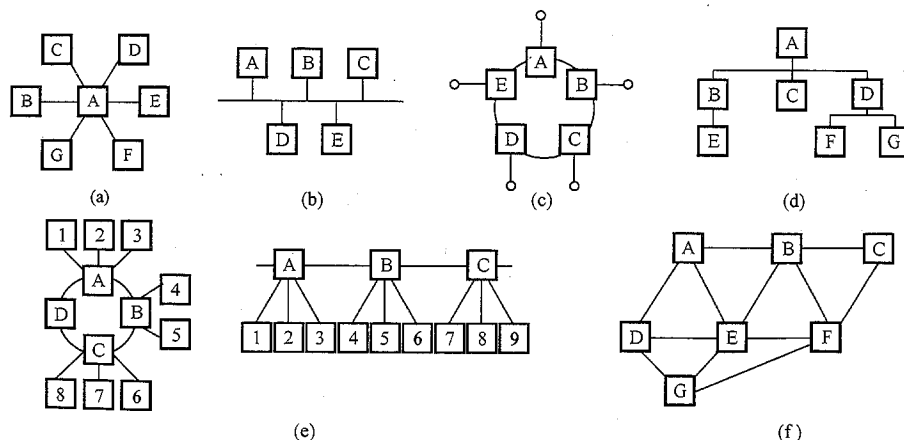 C D
B A E
G F
(a)
A B C
D E
(b)
A
E B
D C
(c)
A
B C D
E F G
(d)
1 2 3
A
4
D B
5
C
8 7 6
A B C
1 2 3 4 5 6 7 8 9
(e)
A B C
D E F
G
(f)